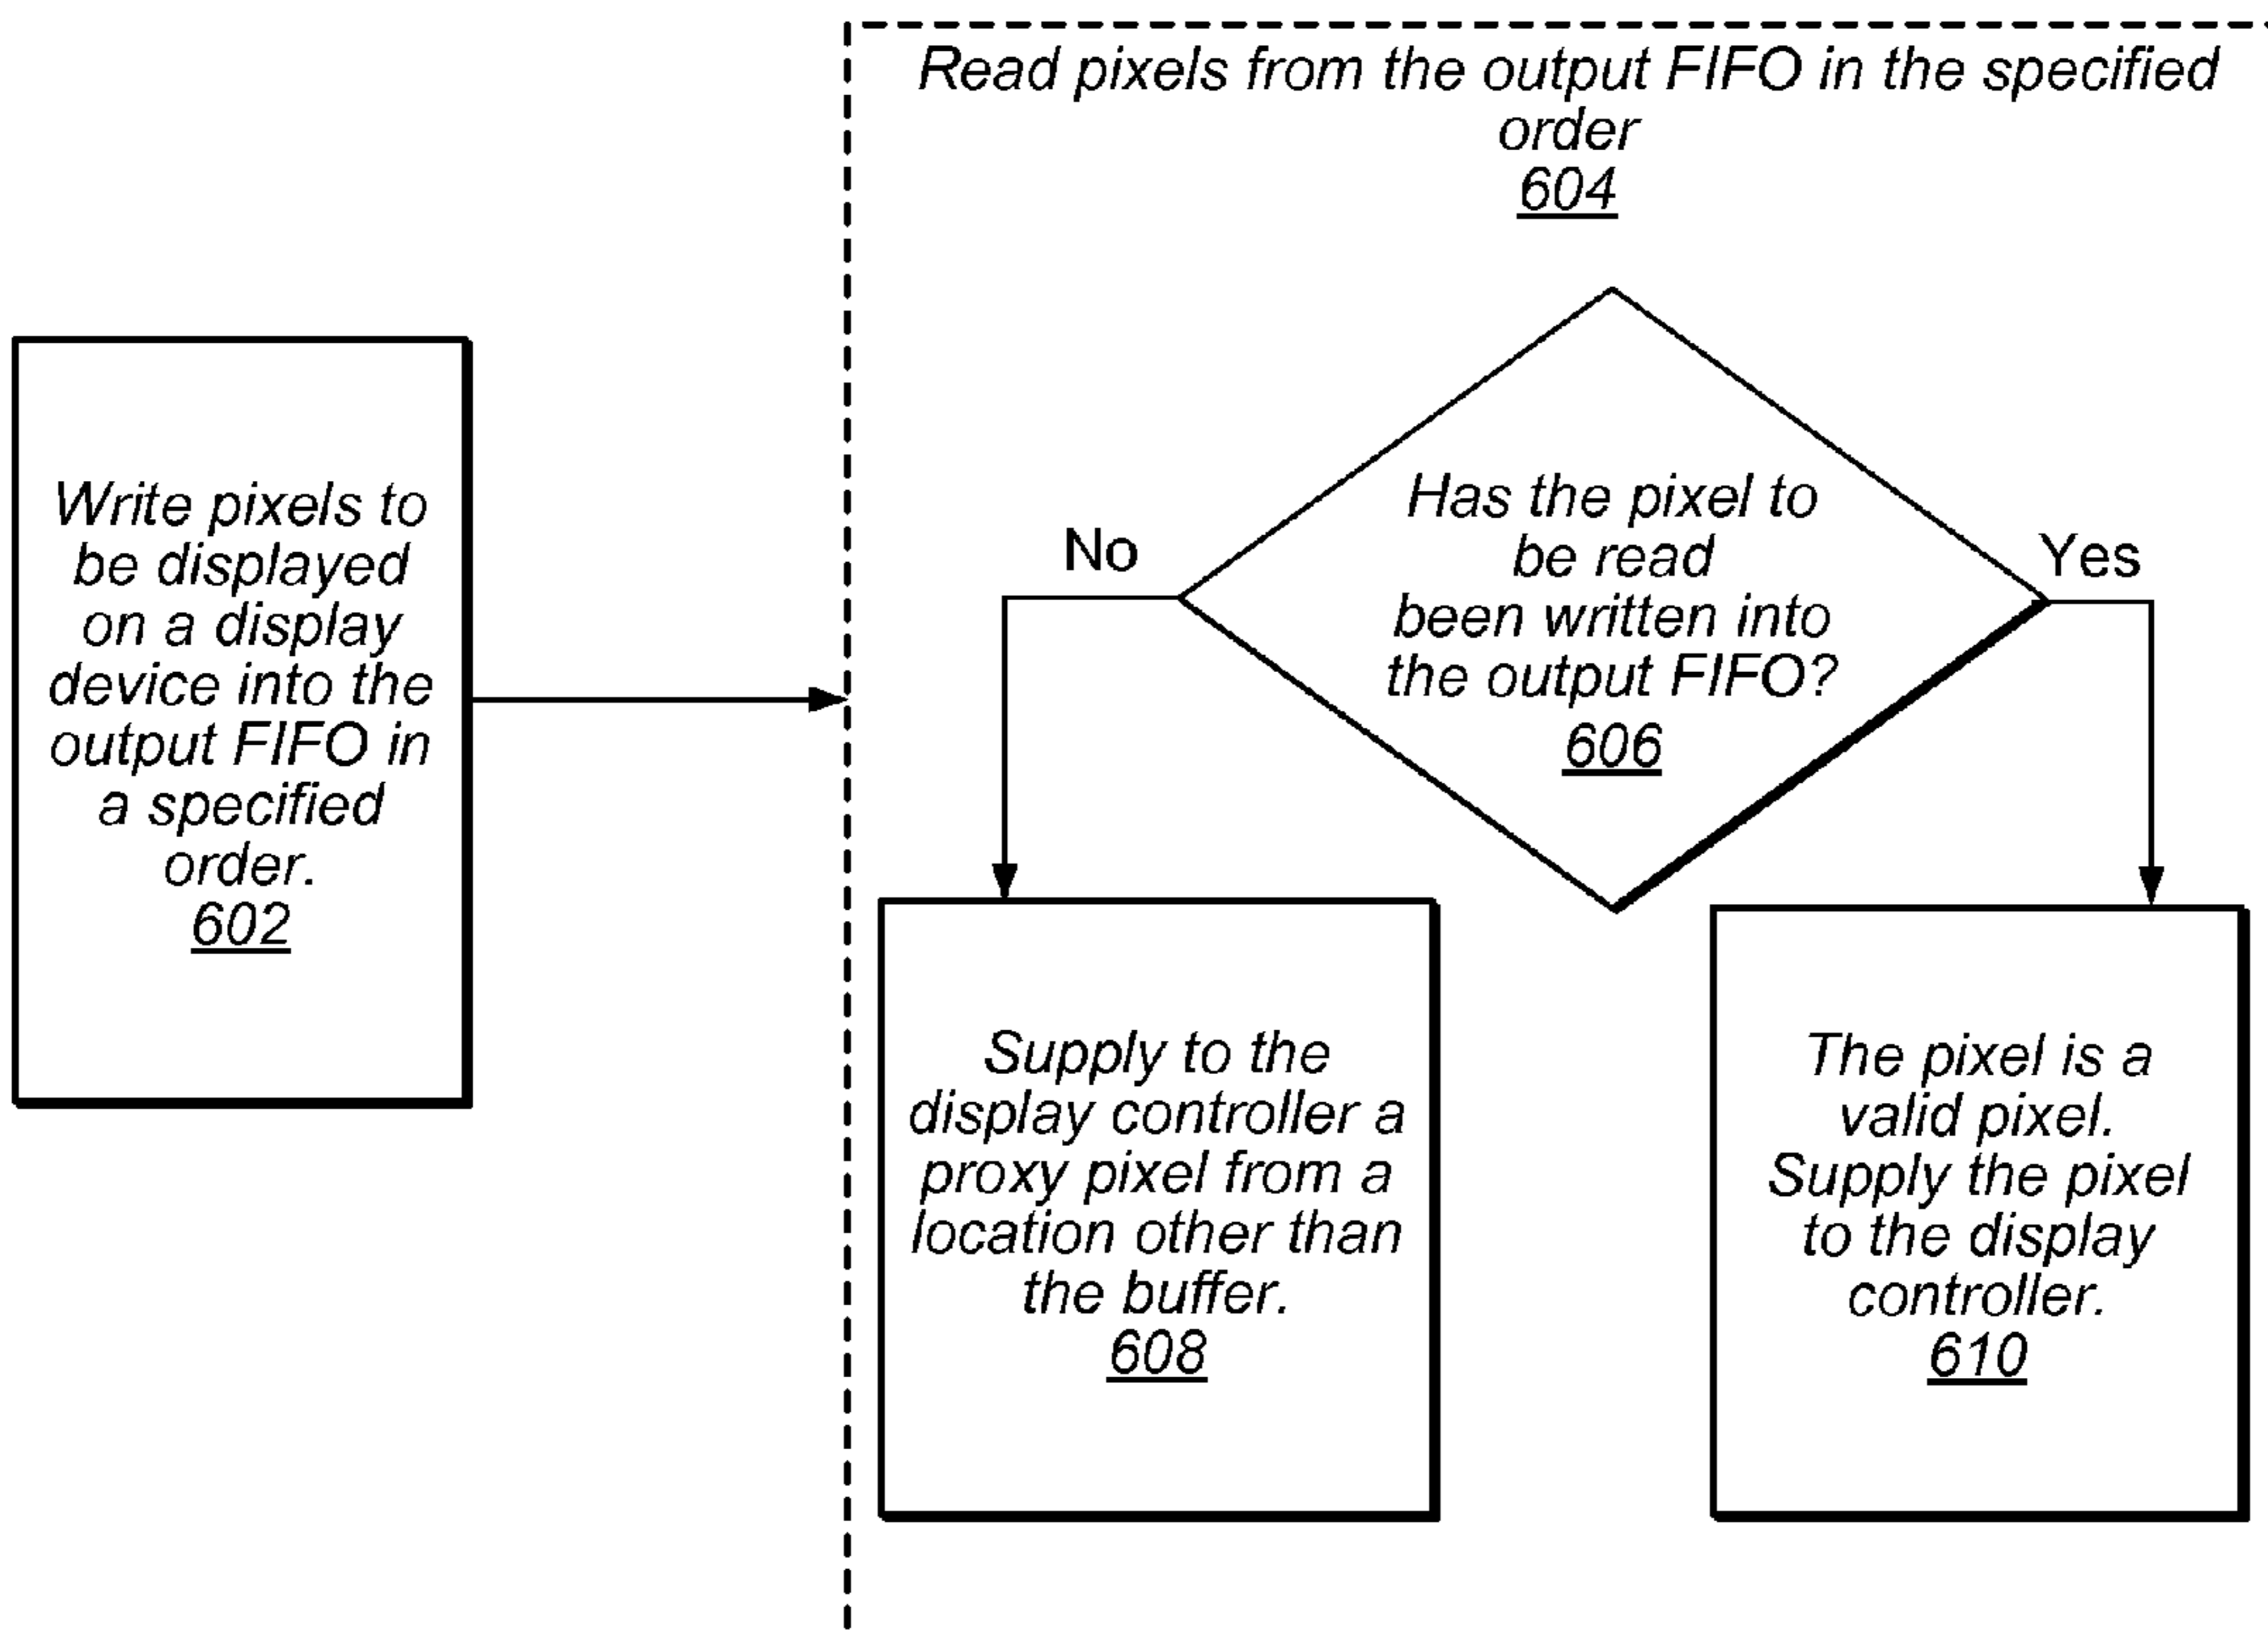 Read pixels from the output FIFO in the specified
order
604
Write pixels to
be displayed
on a display
device into the
output FIFO in
a specified
order.
602
Has the pixel to
be read
been written into
the output FIFO?
606
No
Yes
Supply to the
display controller a
proxy pixel from a
location other than
the buffer.
608
The pixel is a
valid pixel.
Supply the pixel
to the display
controller.
610